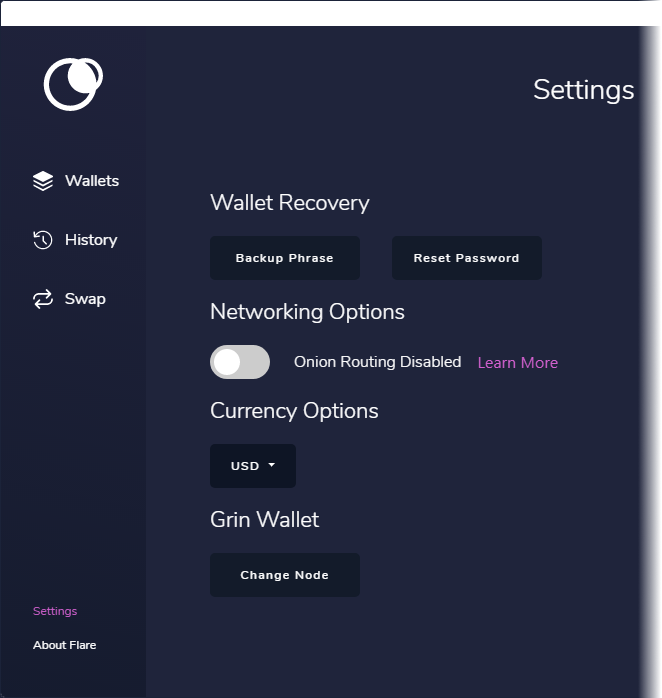 Settings
Wallets
History
Swap
Wallet Recovery
Backup Phrase Reset Password
Networking Options
Onion Routing Disabled Learn More
Currency Options
USD
Grin Wallet
Change Node
Settings
About Flare